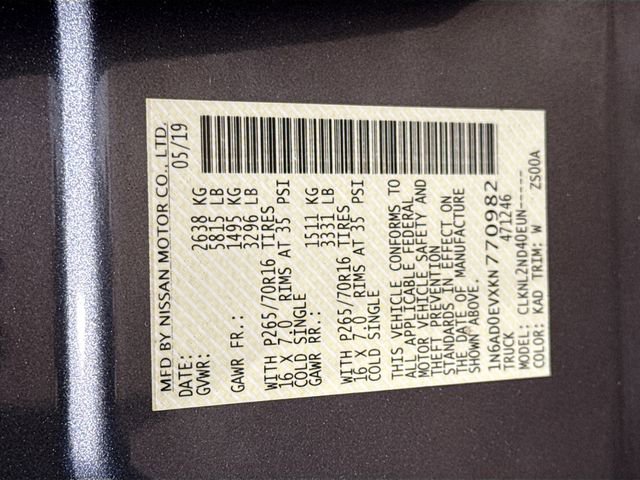 MFD BY NISSAN MOTOR CO., LTD.
DATE: 05/19
GVWR: 2638 KG
5815 LB
GAWR FR.: 1495 KG
3296 LB
WITH P265/70R16 TIRES
16 X 7.0 RIMS AT 35 PSI
COLD SINGLE
GAWR RR.: 1511 KG
3331 LB
WITH P265/70R16 TIRES
16 X 7.0 RIMS AT 35 PSI
COLD SINGLE
THIS VEHICLE CONFORMS TO
ALL APPLICABLE FEDERAL
MOTOR VEHICLE SAFETY AND
THEFT PREVENTION
STANDARDS IN EFFECT ON
THE DATE OF MANUFACTURE
SHOWN ABOVE.
1N6AD0EVXKN770982
TRUCK 471246
MODEL: CLKNL2ND40EUN-----
COLOR: KAD TRIM: W ZS00A